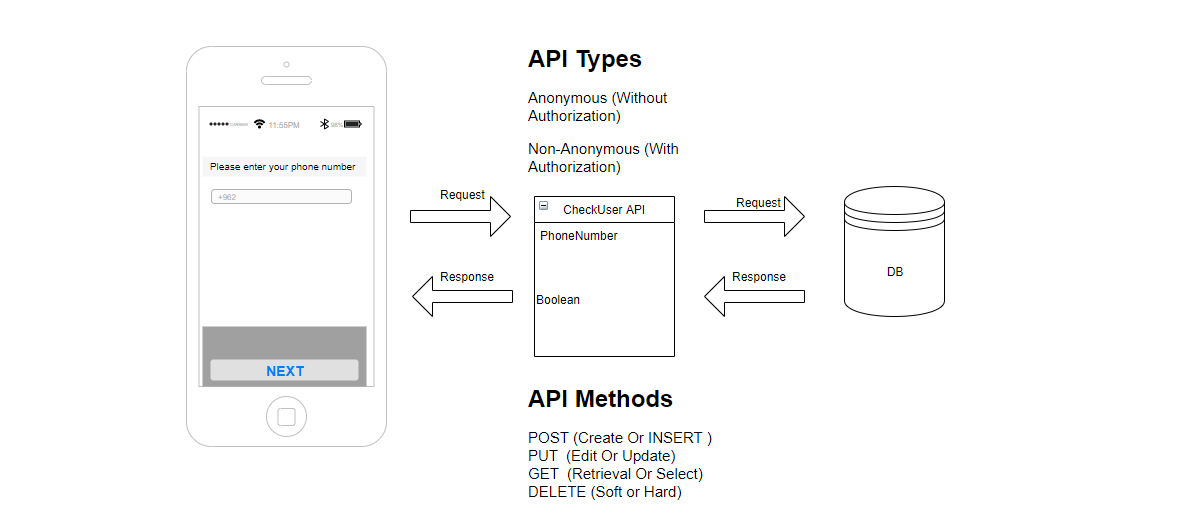 11:55PM
98%
Please enter your phone number
+962
NEXT
Request
Response
API Types
Anonymous (Without
Authorization)
Non-Anonymous (With
Authorization)
CheckUser API
PhoneNumber
Boolean
Request
Response
DB
API Methods
POST (Create Or INSERT )
PUT  (Edit Or Update)
GET  (Retrieval Or Select)
DELETE (Soft or Hard)